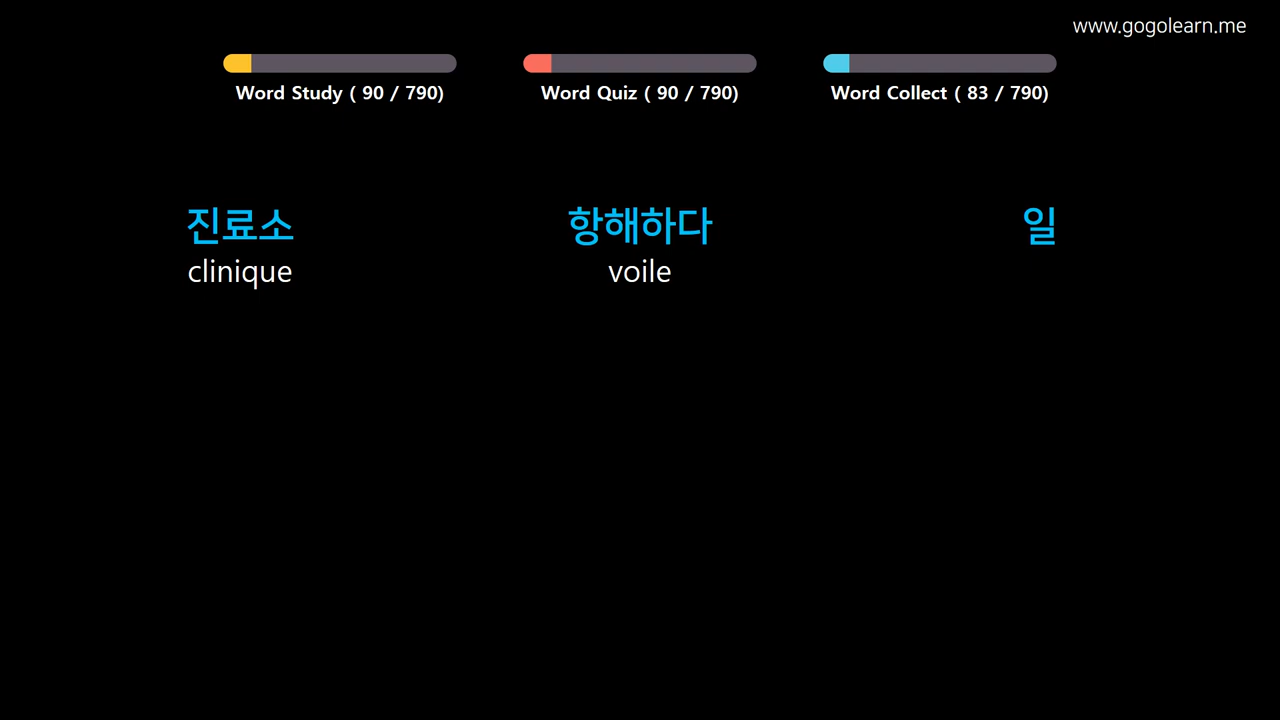 www.gogolearn.me
Word Study ( 90 / 790)
Word Quiz ( 90 / 790)
Word Collect ( 83 / 790)
진료소
clinique
항해하다
voile
일